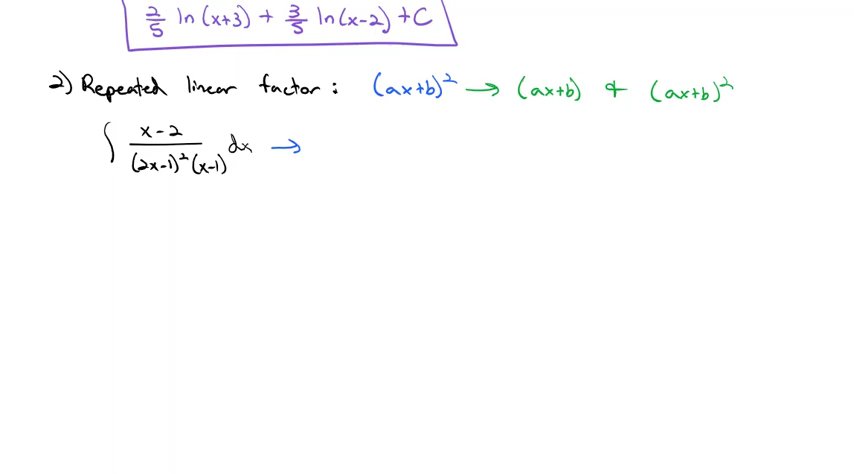 2/5 ln(x+3) + 3/5 ln(x-2) + C
2) Repeated linear factor: (ax+b)² → (ax+b) & (ax+b)²
∫ x-2 / (2x-1)²(x-1) dx →